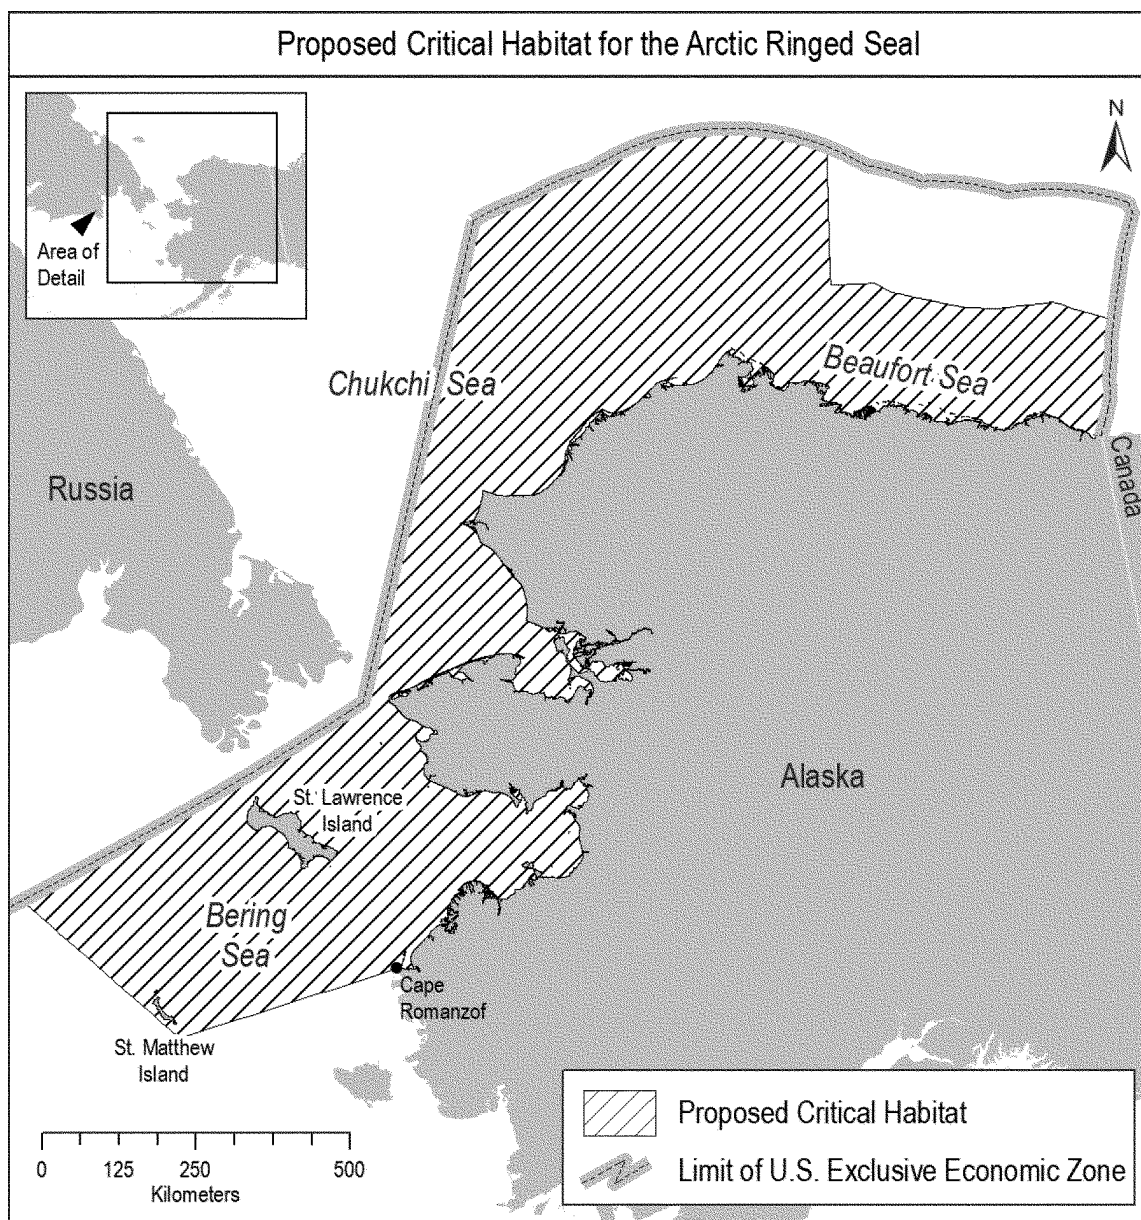 Proposed Critical Habitat for the Arctic Ringed Seal
N
Area of
Detail
Beaufort Sea
Chukchi Sea
Canada
Russia
Alaska
St. Lawrence
Island
Bering
Sea
Cape
Romanzof
St. Matthew
Island
0 125 250 500
Kilometers
Proposed Critical Habitat
Limit of U.S. Exclusive Economic Zone